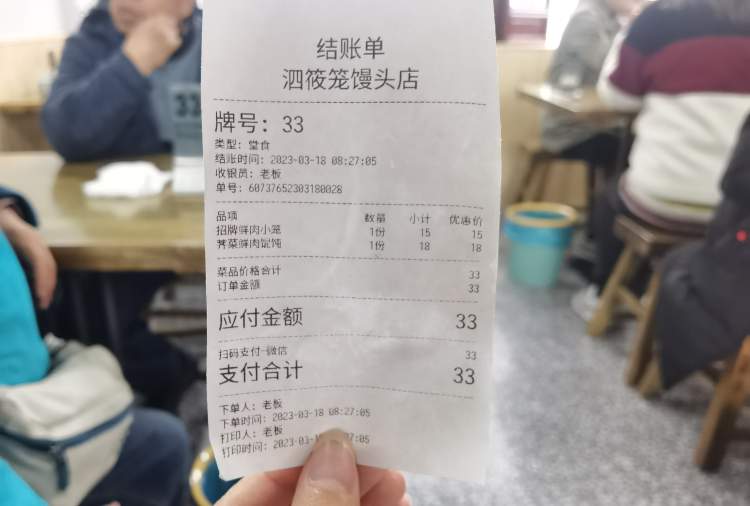 结账单
泗筱笼馒头店
牌号：33
类型：堂食
结账时间：2023-03-18 08:27:05
收银员：老板
单号：60737652303180028
品项 数量 小计 优惠价
招牌鲜肉小笼 1份 15 15
荠菜鲜肉馄饨 1份 18 18
菜品价格合计 33
订单金额 33
应付金额 33
扫码支付-微信 33
支付合计 33
下单人：老板
下单时间：2023-03-18 08:27:05
打印人：老板
打印时间：2023-03-1 :27:05
33